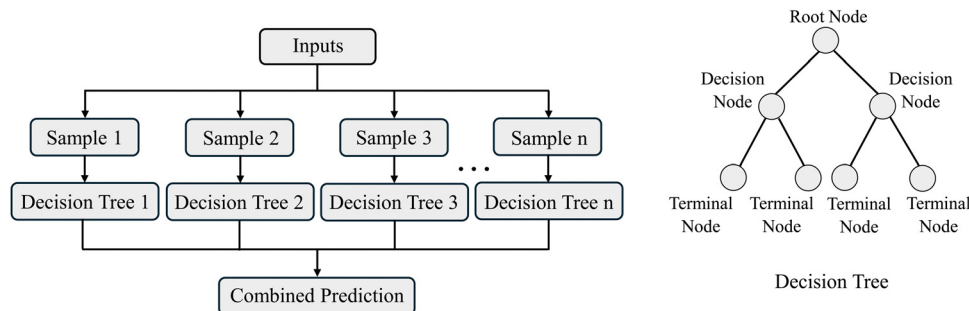 Inputs
Sample 1
Sample 2
Sample 3
Sample n
...
Decision Tree 1
Decision Tree 2
Decision Tree 3
Decision Tree n
Combined Prediction
Root Node
Decision
Node
Decision
Node
Terminal
Node
Terminal
Node
Terminal
Node
Terminal
Node
Decision Tree